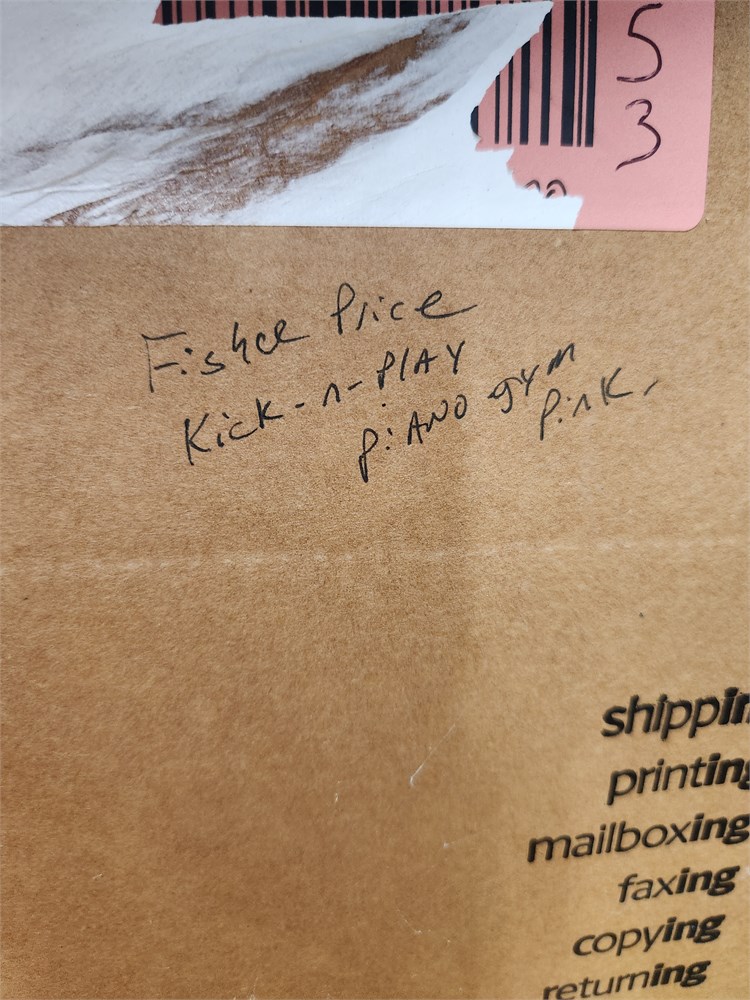 5
3
Fisher Price
Kick-n-PlAY
PiANO gym
Pink,
shippin
printing
mailboxing
faxing
copying
returning